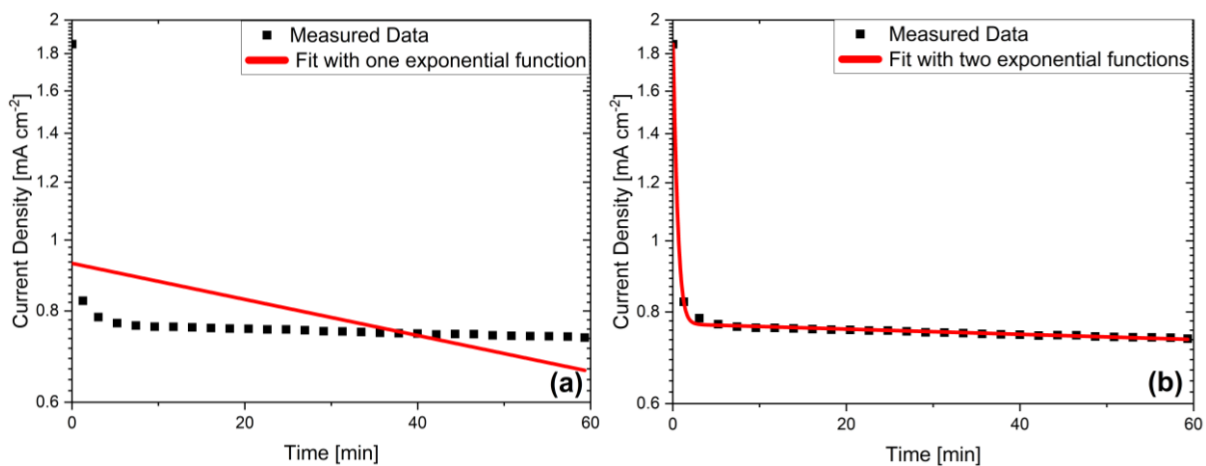 2
1.8
1.6
1.4
1.2
1
0.8
0.6
Current Density [mA cm-2]
Measured Data
Fit with one exponential function
(a)
0
20
40
60
Time [min]
2
1.8
1.6
1.4
1.2
1
0.8
0.6
Current Density [mA cm-2]
Measured Data
Fit with two exponential functions
(b)
0
20
40
60
Time [min]